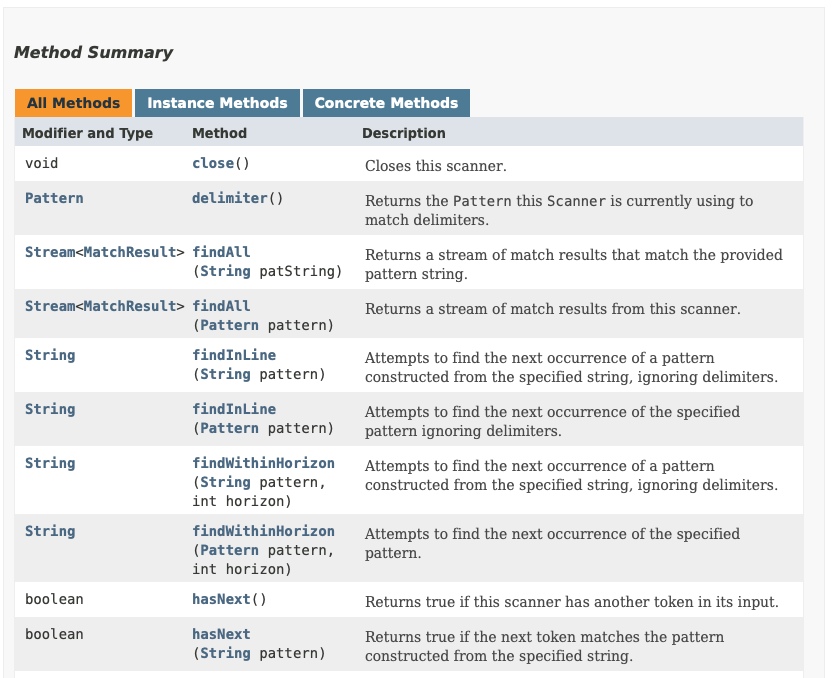 Method Summary
All Methods Instance Methods Concrete Methods
Modifier and Type Method Description
void close() Closes this scanner.
Pattern delimiter() Returns the Pattern this Scanner is currently using to
match delimiters.
Stream<MatchResult> findAll Returns a stream of match results that match the provided
(String patString) pattern string.
Stream<MatchResult> findAll Returns a stream of match results from this scanner.
(Pattern pattern)
String findInLine Attempts to find the next occurrence of a pattern
(String pattern) constructed from the specified string, ignoring delimiters.
String findInLine Attempts to find the next occurrence of the specified
(Pattern pattern) pattern ignoring delimiters.
String findWithinHorizon Attempts to find the next occurrence of a pattern
(String pattern, constructed from the specified string, ignoring delimiters.
int horizon)
String findWithinHorizon Attempts to find the next occurrence of the specified
(Pattern pattern, pattern.
int horizon)
boolean hasNext() Returns true if this scanner has another token in its input.
boolean hasNext Returns true if the next token matches the pattern
(String pattern) constructed from the specified string.